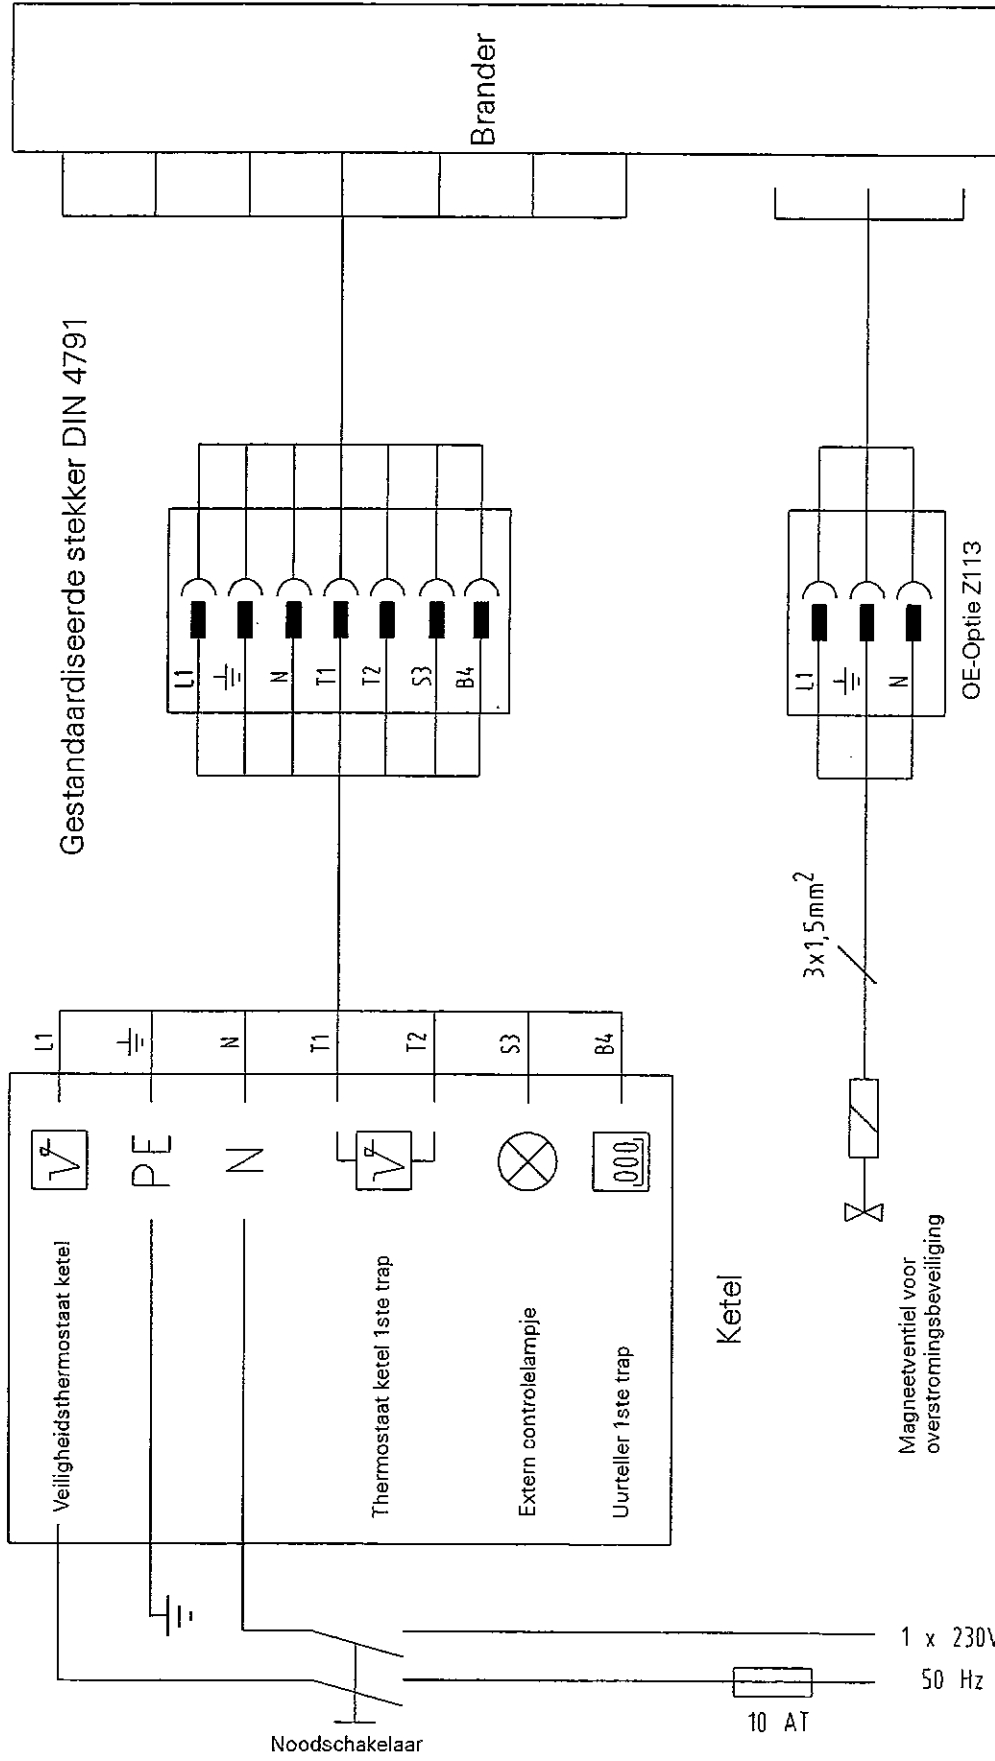 Brander
Gestandaardiseerde stekker DIN 4791
L1
N
T1
T2
S3
B4
L1
N
OE-Optie Z113
3x1,5mm²
L1
N
T1
T2
S3
B4
PE
N
000
Veiligheidsthermostaat ketel
Thermostaat ketel 1ste trap
Extern controlelampje
Uurteller 1ste trap
Ketel
Magneetventiel voor
overstromingsbeveiliging
1 x 230V
50 Hz
10 AT
Noodschakelaar